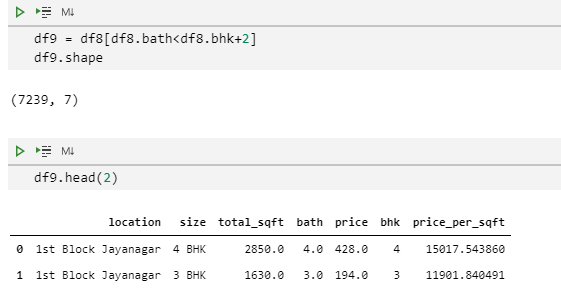 M↓
df9 = df8[df8.bath<df8.bhk+2]
df9.shape
(7239, 7)
M↓
df9.head(2)
location size total_sqft bath price bhk price_per_sqft
0 1st Block Jayanagar 4 BHK 2850.0 4.0 428.0 4 15017.543860
1 1st Block Jayanagar 3 BHK 1630.0 3.0 194.0 3 11901.840491